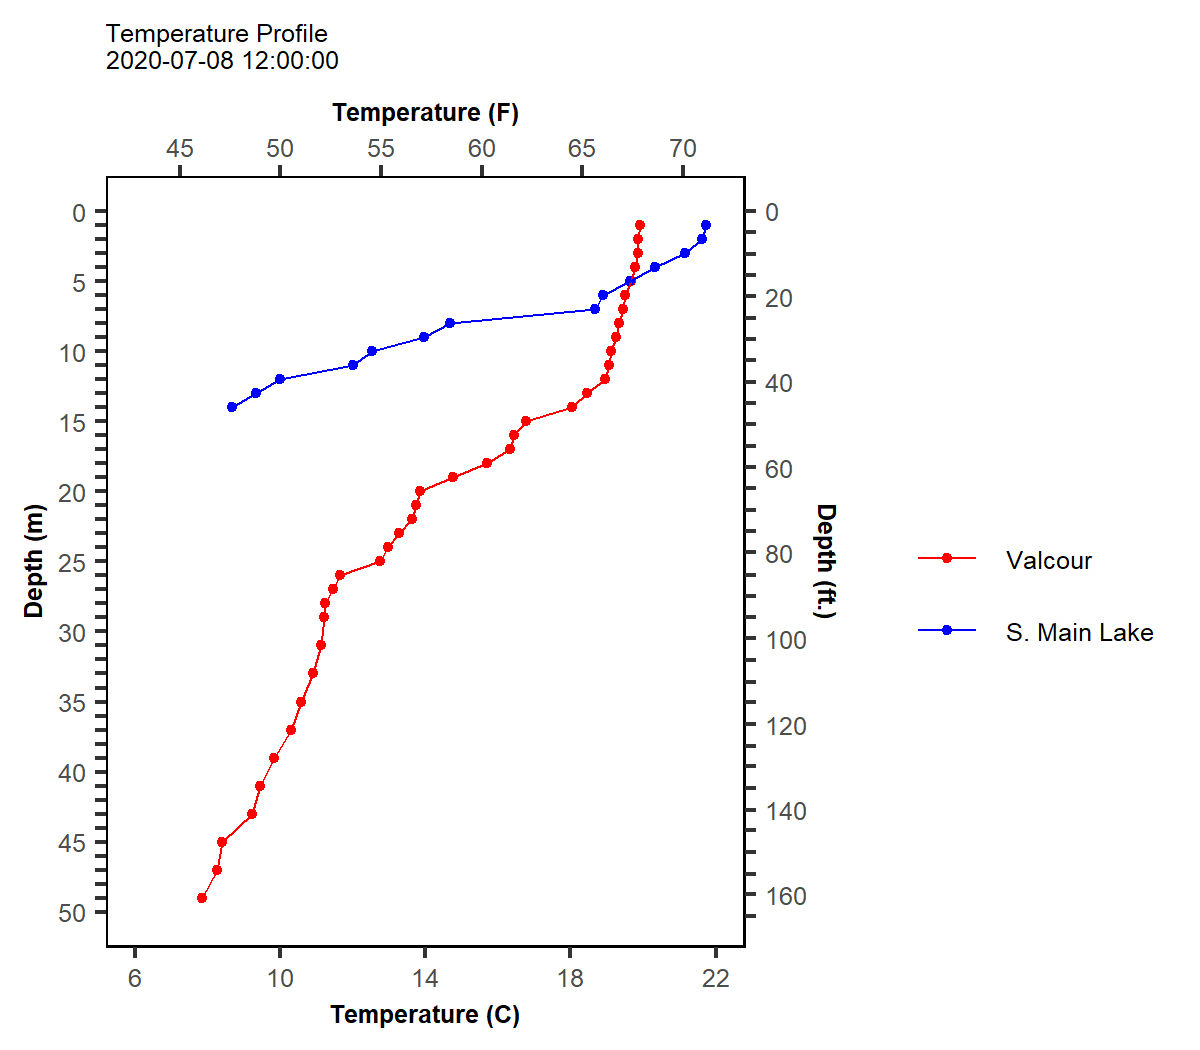 Temperature Profile
2020-07-08 12:00:00
Temperature (F)
45 50 55 60 65 70
0
5
10
15
20
25
30
35
40
45
50
Depth (m)
0
20
40
60
80
100
120
140
160
Depth (ft.)
6 10 14 18 22
Temperature (C)
Valcour
S. Main Lake